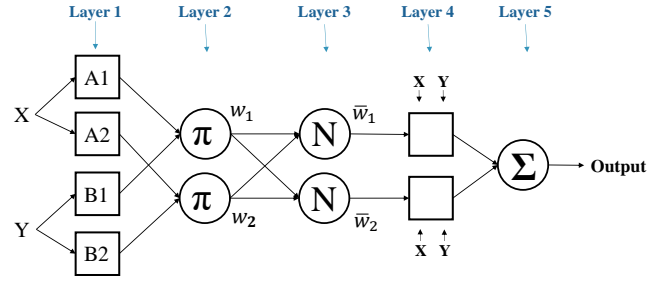 Layer 1 Layer 2 Layer 3 Layer 4 Layer 5
X Y
A1
w₁ w̅₁
X
A2
π N
Σ Output
B1
π N
Y
w₂ w̅₂
B2
X Y